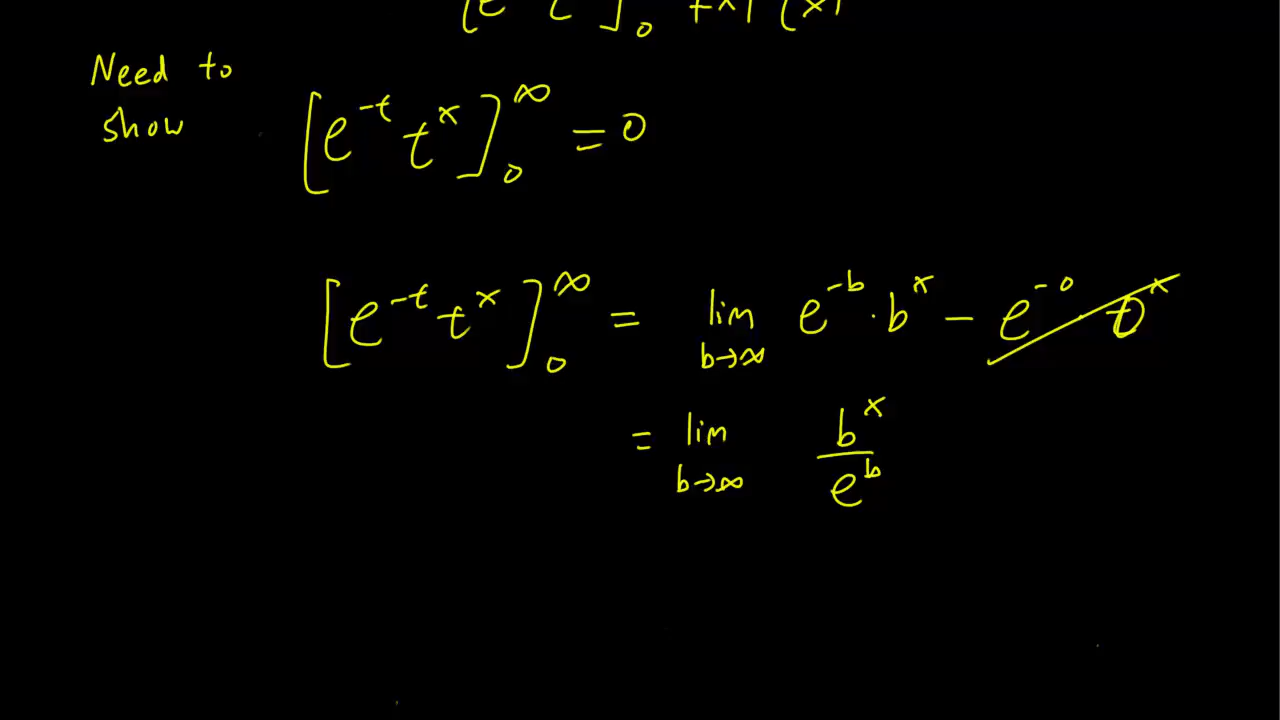 Need to
show
[e^{-t} t^x]_0^∞ = 0
[e^{-t} t^x]_0^∞ = lim_{b→∞} e^{-b} · b^x − e^{-0} · 0^x
= lim_{b→∞} b^x / e^b